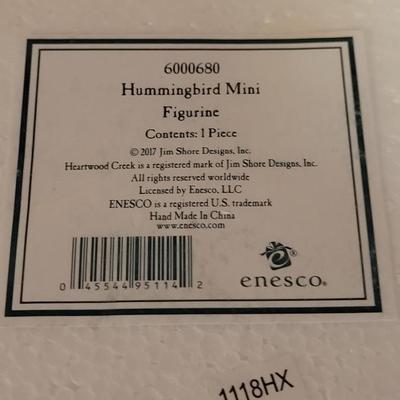 6000680
Hummingbird Mini
Figurine
Contents: 1 Piece
© 2017 Jim Shore Designs, Inc.
Heartwood Creek is a registered mark of Jim Shore Designs, Inc.
All rights reserved worldwide
Licensed by Enesco, LLC
ENESCO is a registered U.S. trademark
Hand Made In China
www.enesco.com
0 45544 95114 2
enesco®
1118HX